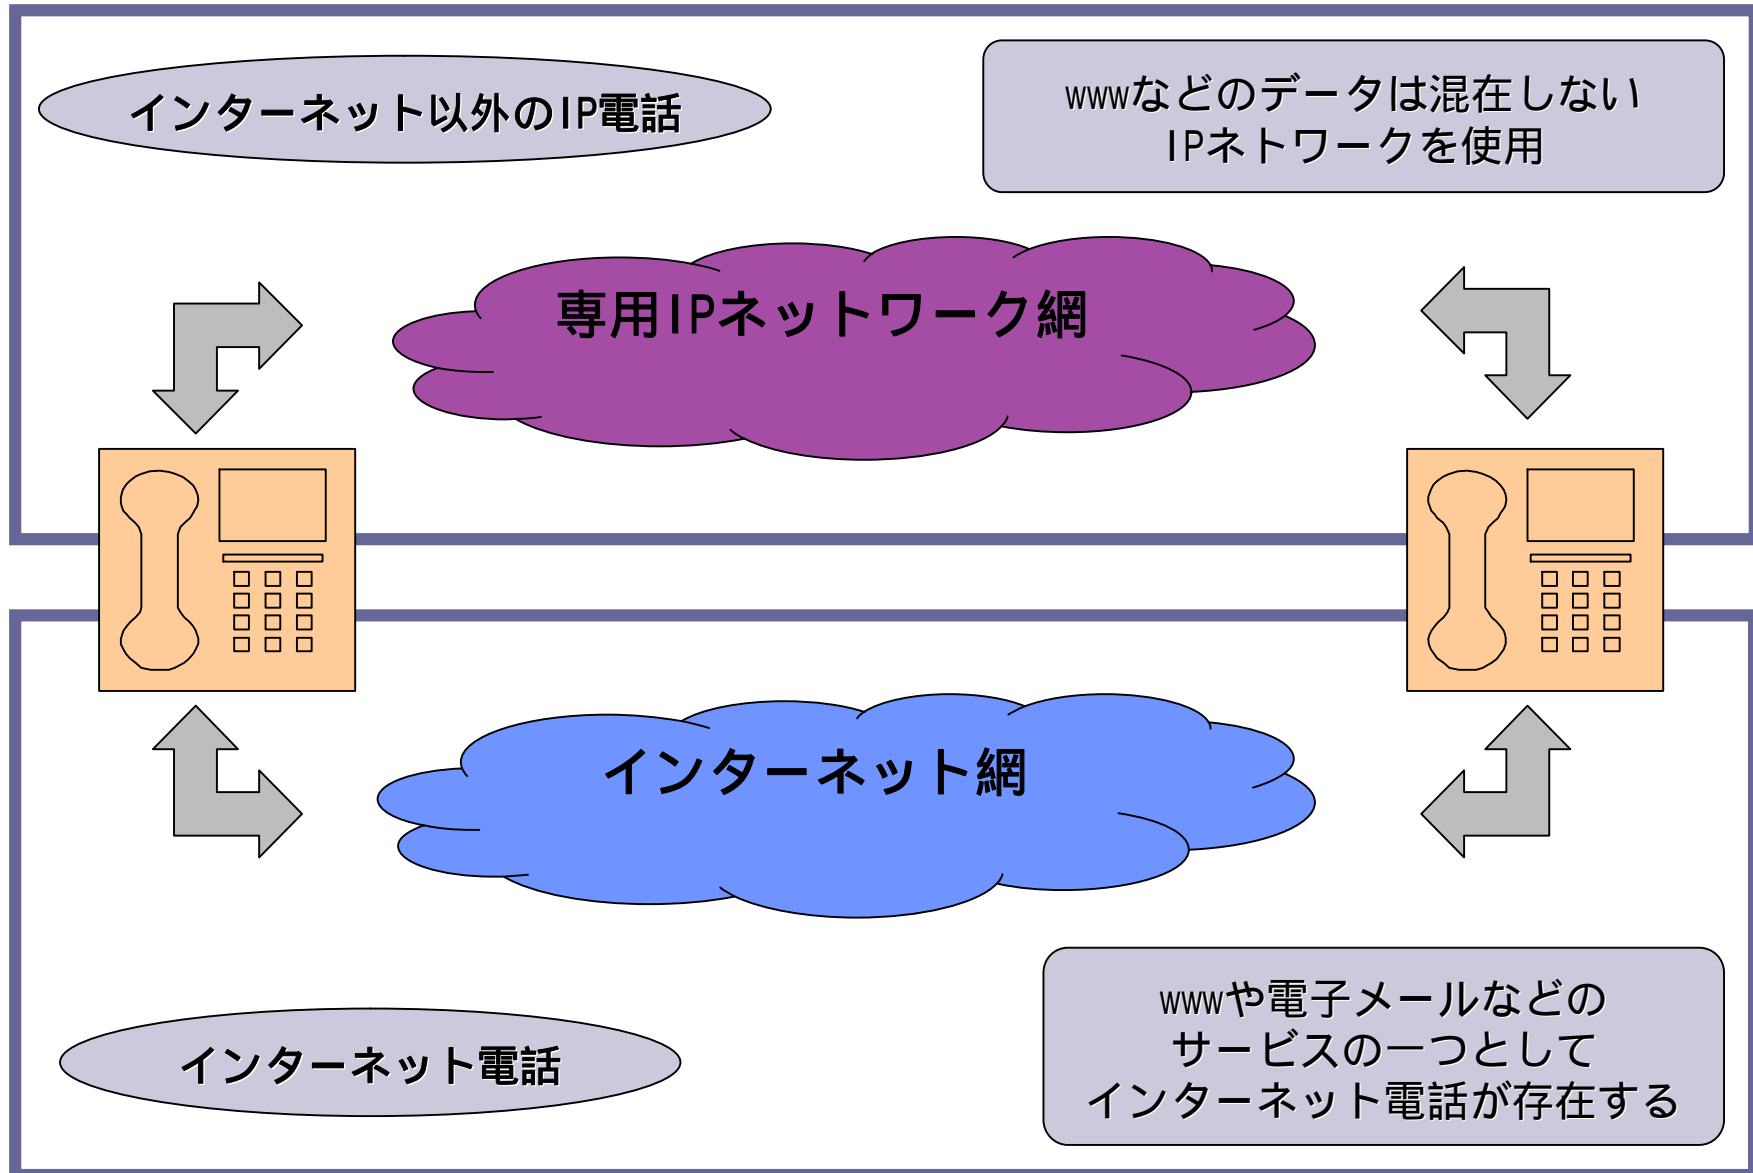 インターネット以外のIP電話
wwwなどのデータは混在しない
IPネトワークを使用
専用IPネットワーク網
インターネット網
インターネット電話
wwwや電子メールなどの
サービスの一つとして
インターネット電話が存在する